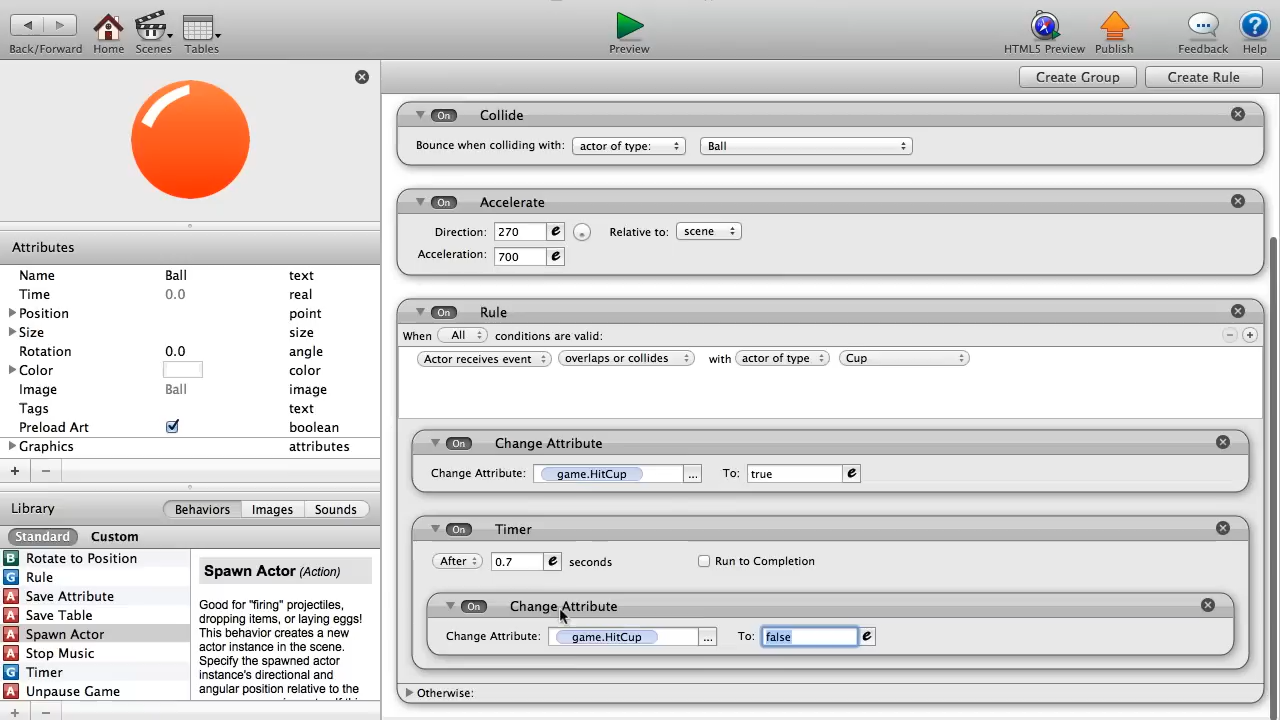 Back/Forward Home Scenes Tables Preview HTML5 Preview Publish Feedback Help
Create Group Create Rule
On Collide
Bounce when colliding with: actor of type: Ball
On Accelerate
Direction: 270 e Relative to: scene
Acceleration: 700 e
On Rule
When All conditions are valid:
Actor receives event overlaps or collides with actor of type Cup
On Change Attribute
Change Attribute: game.HitCup ... To: true e
On Timer
After 0.7 e seconds Run to Completion
On Change Attribute
Change Attribute: game.HitCup ... To: false e
Otherwise:
Attributes
Name Ball text
Time 0.0 real
Position point
Size size
Rotation 0.0 angle
Color color
Image Ball image
Tags text
Preload Art boolean
Graphics attributes
Library Behaviors Images Sounds
Standard Custom
B Rotate to Position
G Rule
A Save Attribute
A Save Table
A Spawn Actor
A Stop Music
G Timer
A Unpause Game
Spawn Actor (Action)
Good for "firing" projectiles,
dropping items, or laying eggs!
This behavior creates a new
actor instance in the scene.
Specify the spawned actor
instance's directional and
angular position relative to the